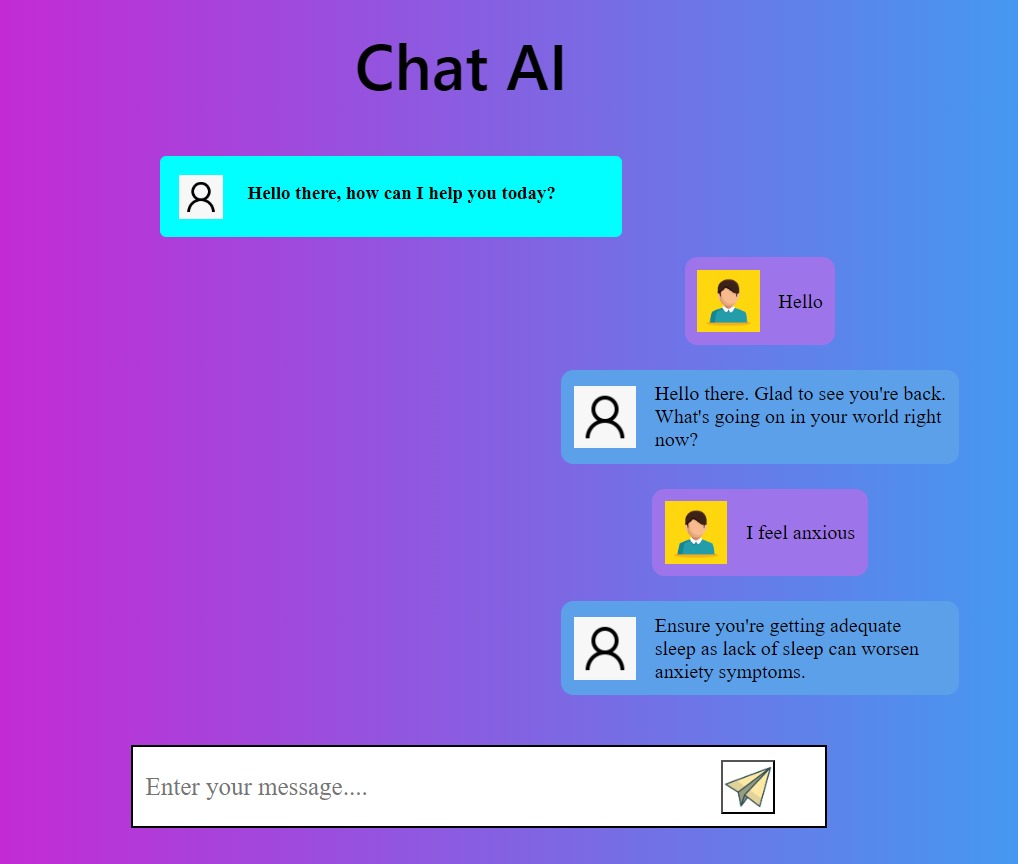 Chat AI
Hello there, how can I help you today?
Hello
Hello there. Glad to see you're back.
What's going on in your world right
now?
I feel anxious
Ensure you're getting adequate
sleep as lack of sleep can worsen
anxiety symptoms.
Enter your message....